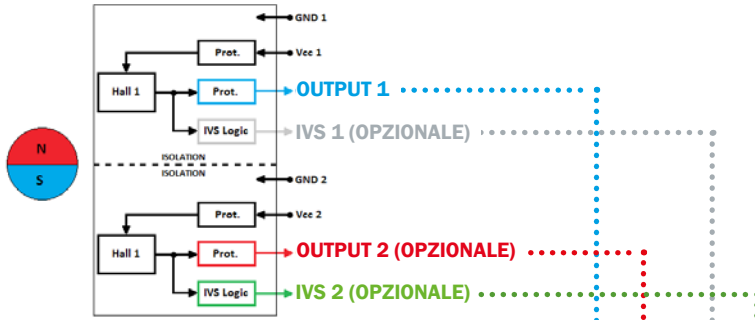 GND 1
Prot.
Vcc 1
Hall 1
Prot.
OUTPUT 1
IVS Logic
IVS 1 (OPZIONALE)
N
S
ISOLATION
ISOLATION
GND 2
Prot.
Vcc 2
Hall 1
Prot.
OUTPUT 2 (OPZIONALE)
IVS Logic
IVS 2 (OPZIONALE)